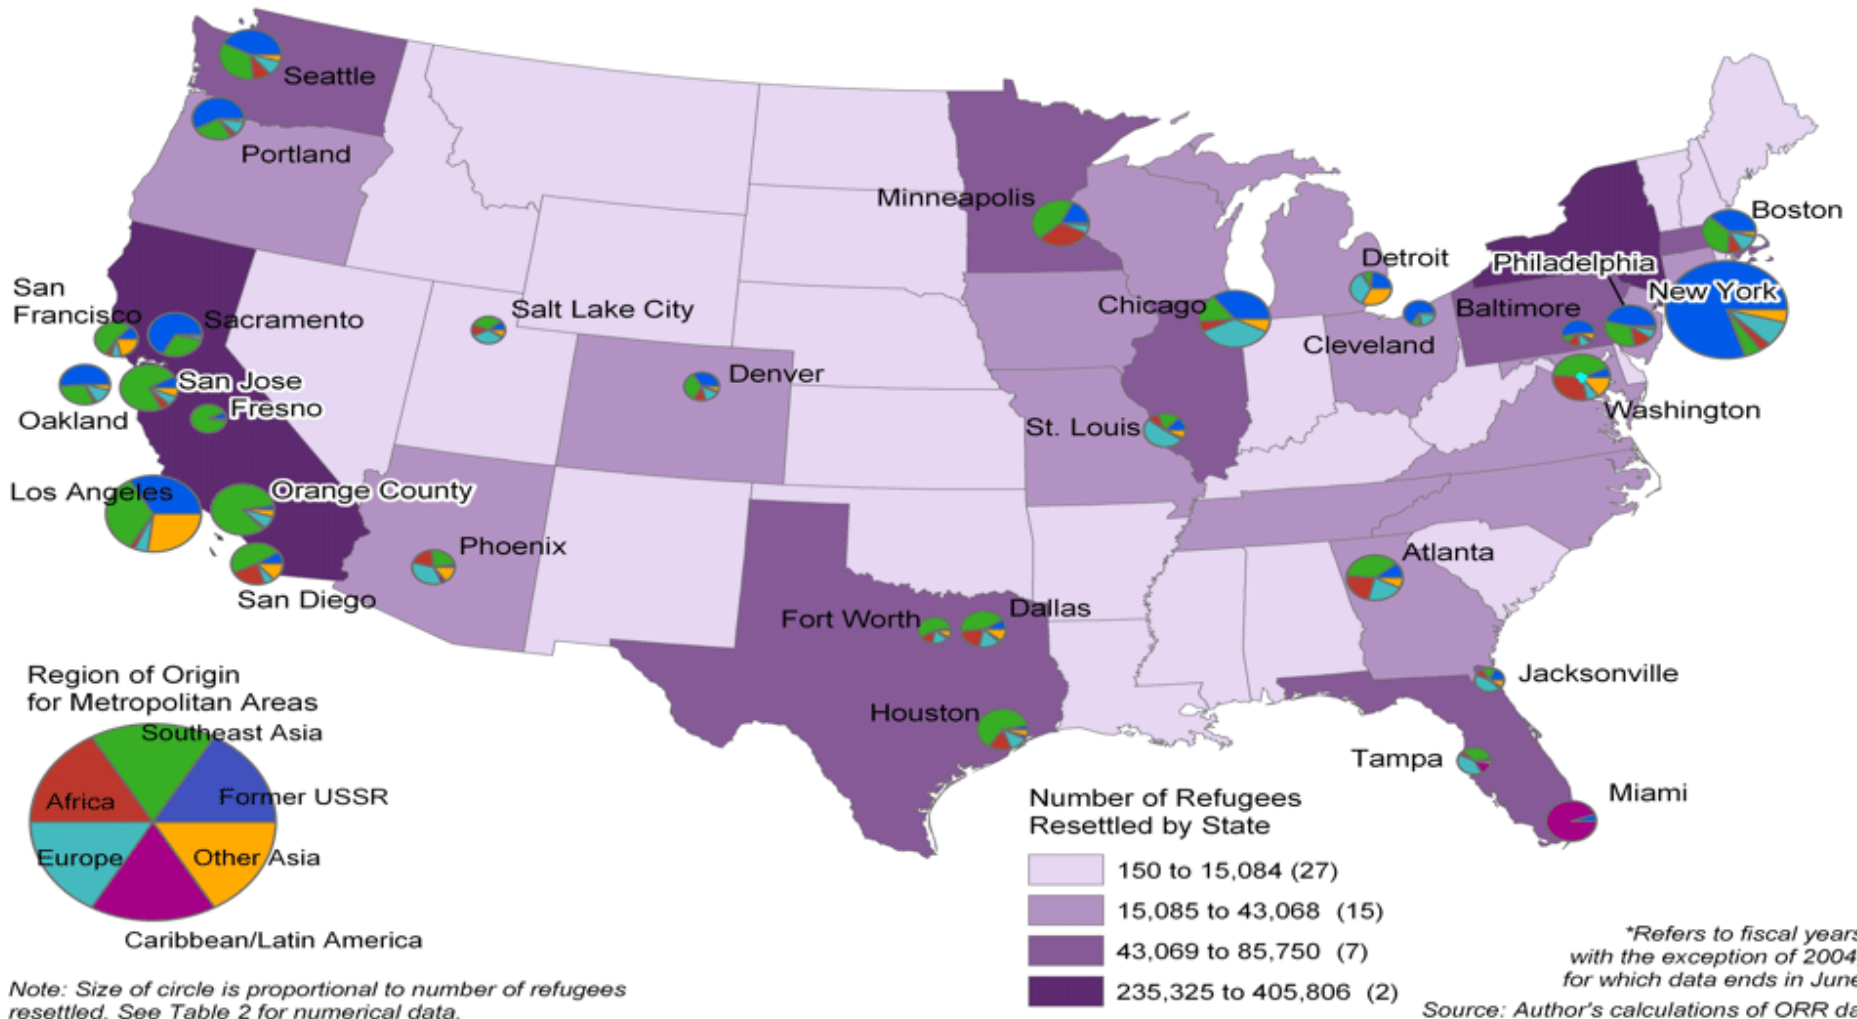 Seattle
Portland
Minneapolis
Boston
Detroit
Philadelphia
San
Francisco
Sacramento
Salt Lake City
Chicago
Baltimore
New York
Cleveland
Denver
San Jose
Fresno
Oakland
St. Louis
Washington
Los Angeles
Orange County
Phoenix
Atlanta
San Diego
Fort Worth
Dallas
Jacksonville
Houston
Tampa
Miami
Region of Origin
for Metropolitan Areas
Southeast Asia
Africa
Former USSR
Europe
Other Asia
Caribbean/Latin America
Note: Size of circle is proportional to number of refugees
resettled. See Table 2 for numerical data.
Number of Refugees
Resettled by State
150 to 15,084 (27)
15,085 to 43,068 (15)
43,069 to 85,750 (7)
235,325 to 405,806 (2)
*Refers to fiscal years
with the exception of 2004,
for which data ends in June
Source: Author's calculations of ORR da